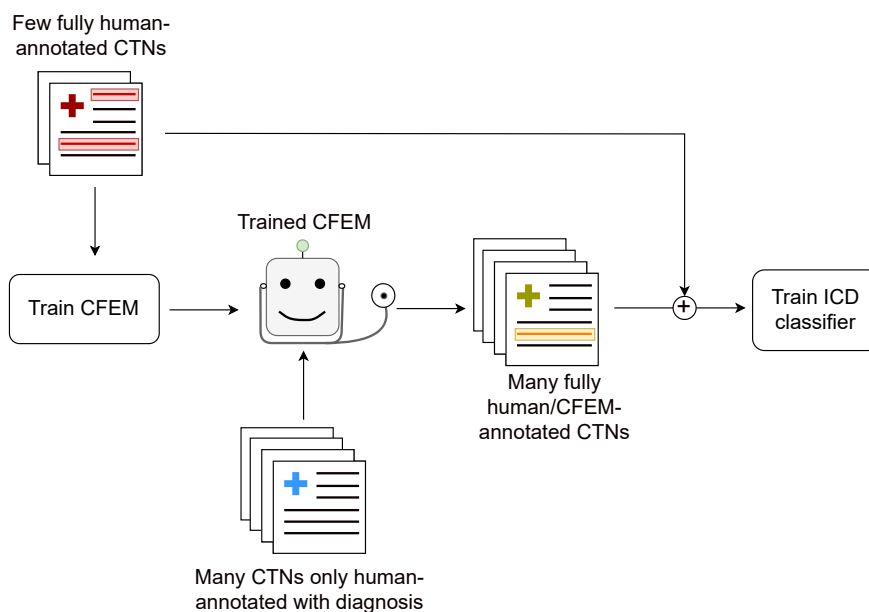 Few fully human-
annotated CTNs
Trained CFEM
Train CFEM
Train ICD
classifier
Many fully
human/CFEM-
annotated CTNs
Many CTNs only human-
annotated with diagnosis